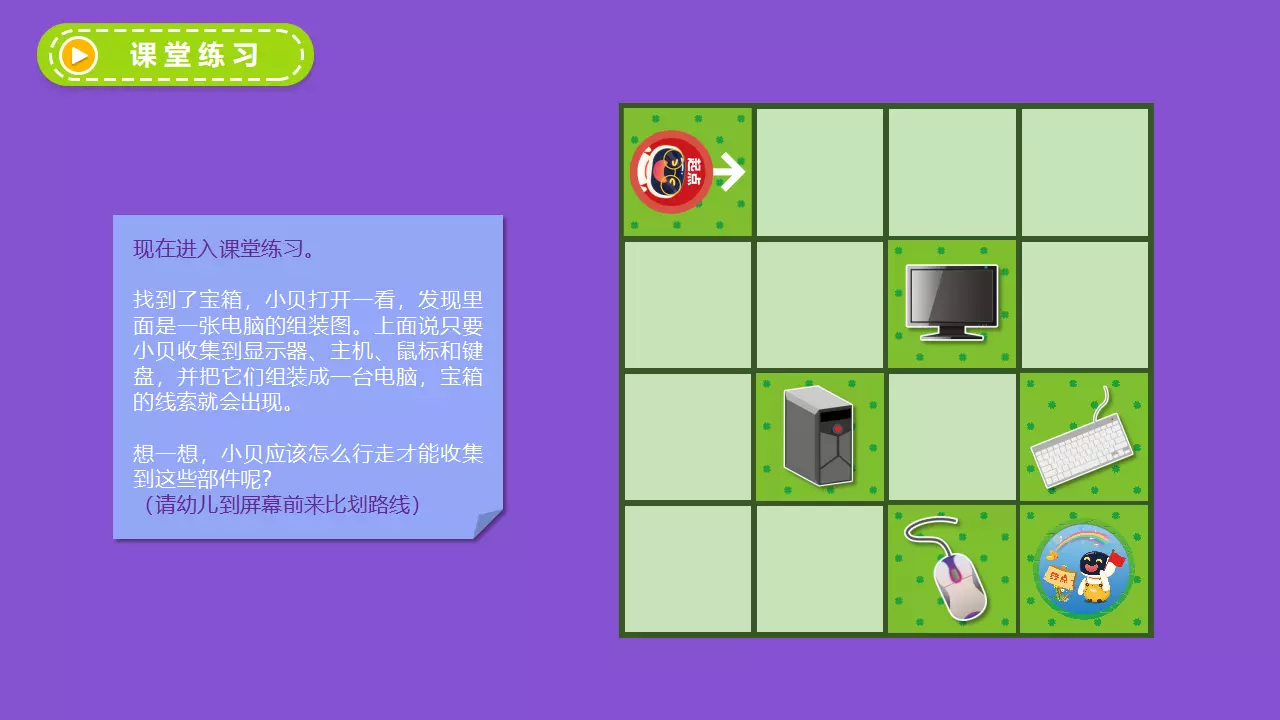 课堂练习
现在进入课堂练习。
找到了宝箱，小贝打开一看，发现里
面是一张电脑的组装图。上面说只要
小贝收集到显示器、主机、鼠标和键
盘，并把它们组装成一台电脑，宝箱
的线索就会出现。
想一想，小贝应该怎么行走才能收集
到这些部件呢?
（请幼儿到屏幕前来比划路线）
起点
终点